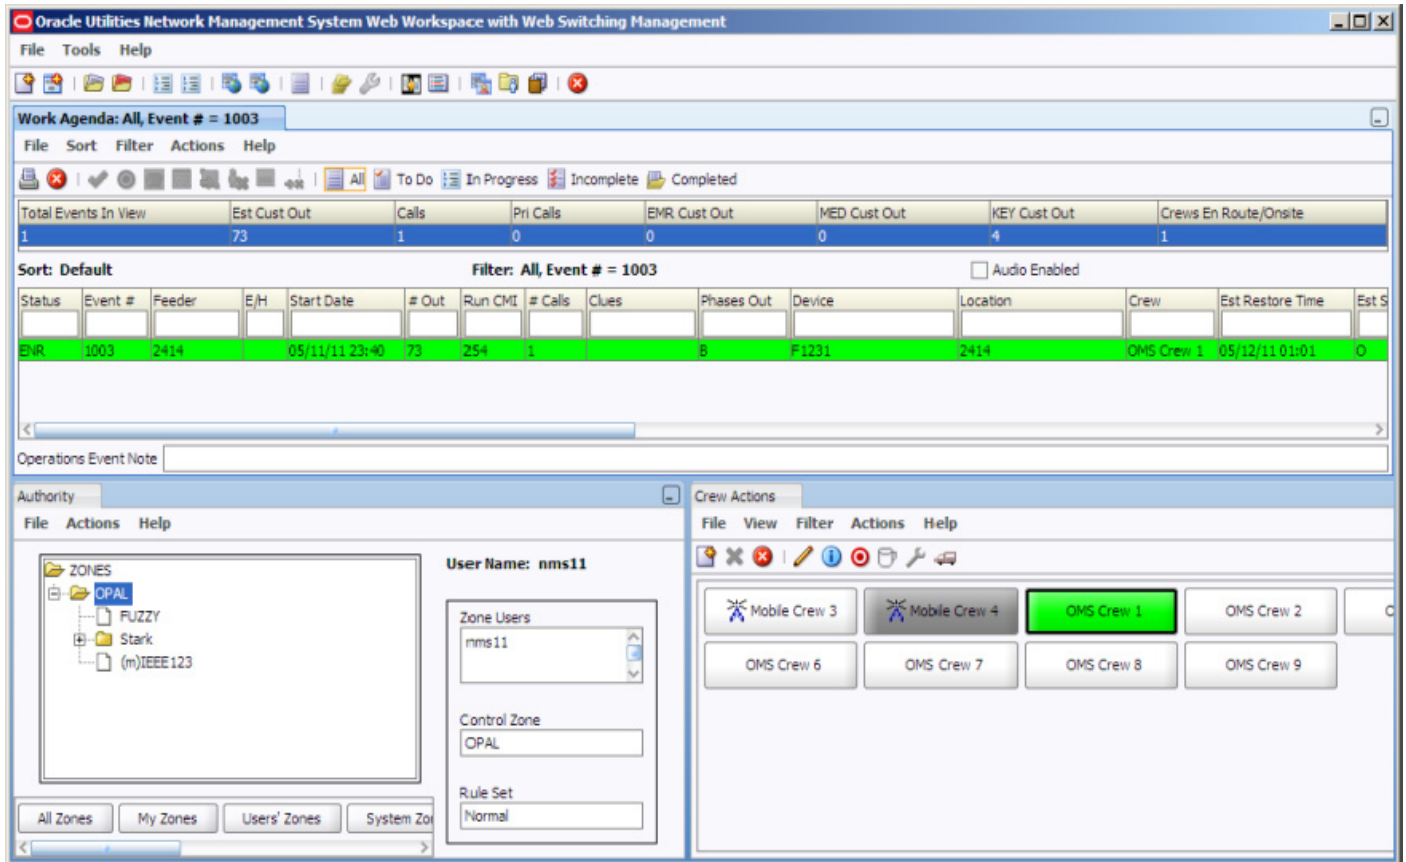 Oracle Utilities Network Management System Web Workspace with Web Switching Management
File Tools Help
Work Agenda: All, Event # = 1003
File Sort Filter Actions Help
All To Do In Progress Incomplete Completed
Total Events In View Est Cust Out Calls Pri Calls EMR Cust Out MED Cust Out KEY Cust Out Crews En Route/Onsite
1 73 1 0 0 0 4 1
Sort: Default Filter: All, Event # = 1003 Audio Enabled
Status Event # Feeder E/H Start Date # Out Run CMI # Calls Clues Phases Out Device Location Crew Est Restore Time Est S
ENR 1003 2414 05/11/11 23:40 73 254 1 B F1231 2414 OMS Crew 1 05/12/11 01:01 O
Operations Event Note
Authority
File Actions Help
ZONES
OPAL
FUZZY
Stark
(m)IEEE123
User Name: nms11
Zone Users
nms11
Control Zone
OPAL
Rule Set
Normal
All Zones My Zones Users' Zones System Zo
Crew Actions
File View Filter Actions Help
Mobile Crew 3 Mobile Crew 4 OMS Crew 1 OMS Crew 2
OMS Crew 6 OMS Crew 7 OMS Crew 8 OMS Crew 9